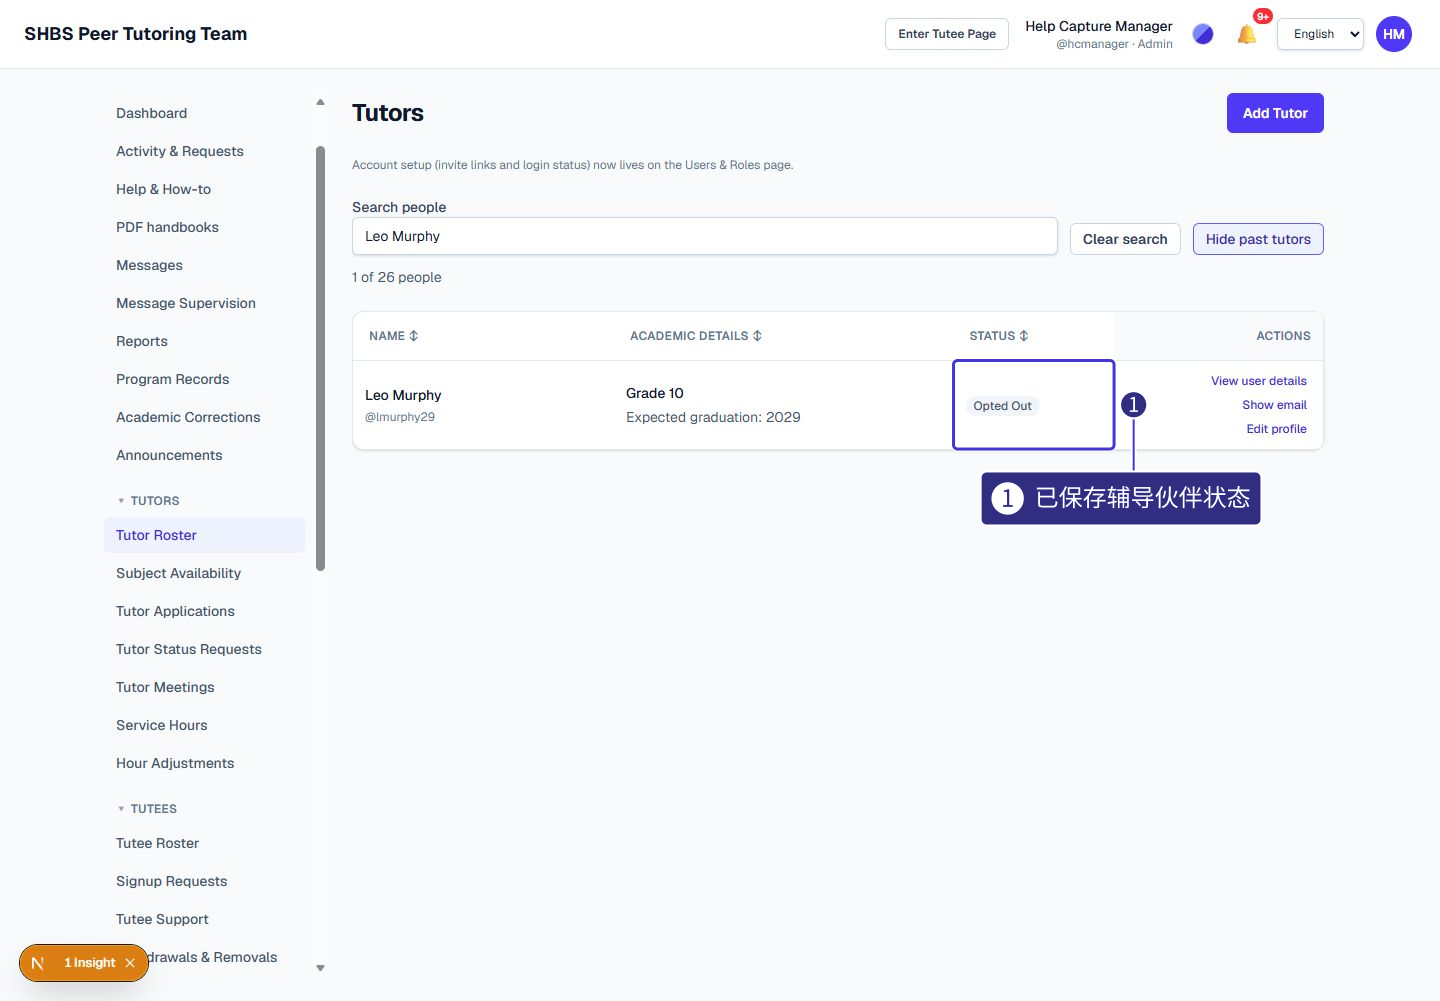 SHBS Peer Tutoring Team
Enter Tutee Page
Help Capture Manager
@hcmanager · Admin
9+
English
HM
Dashboard
Activity & Requests
Help & How-to
PDF handbooks
Messages
Message Supervision
Reports
Program Records
Academic Corrections
Announcements
TUTORS
Tutor Roster
Subject Availability
Tutor Applications
Tutor Status Requests
Tutor Meetings
Service Hours
Hour Adjustments
TUTEES
Tutee Roster
Signup Requests
Tutee Support
drawals & Removals
1 Insight
Tutors
Add Tutor
Account setup (invite links and login status) now lives on the Users & Roles page.
Search people
Leo Murphy
Clear search
Hide past tutors
1 of 26 people
NAME
ACADEMIC DETAILS
STATUS
ACTIONS
Leo Murphy
@lmurphy29
Grade 10
Expected graduation: 2029
Opted Out
View user details
Show email
Edit profile
1
1 已保存辅导伙伴状态